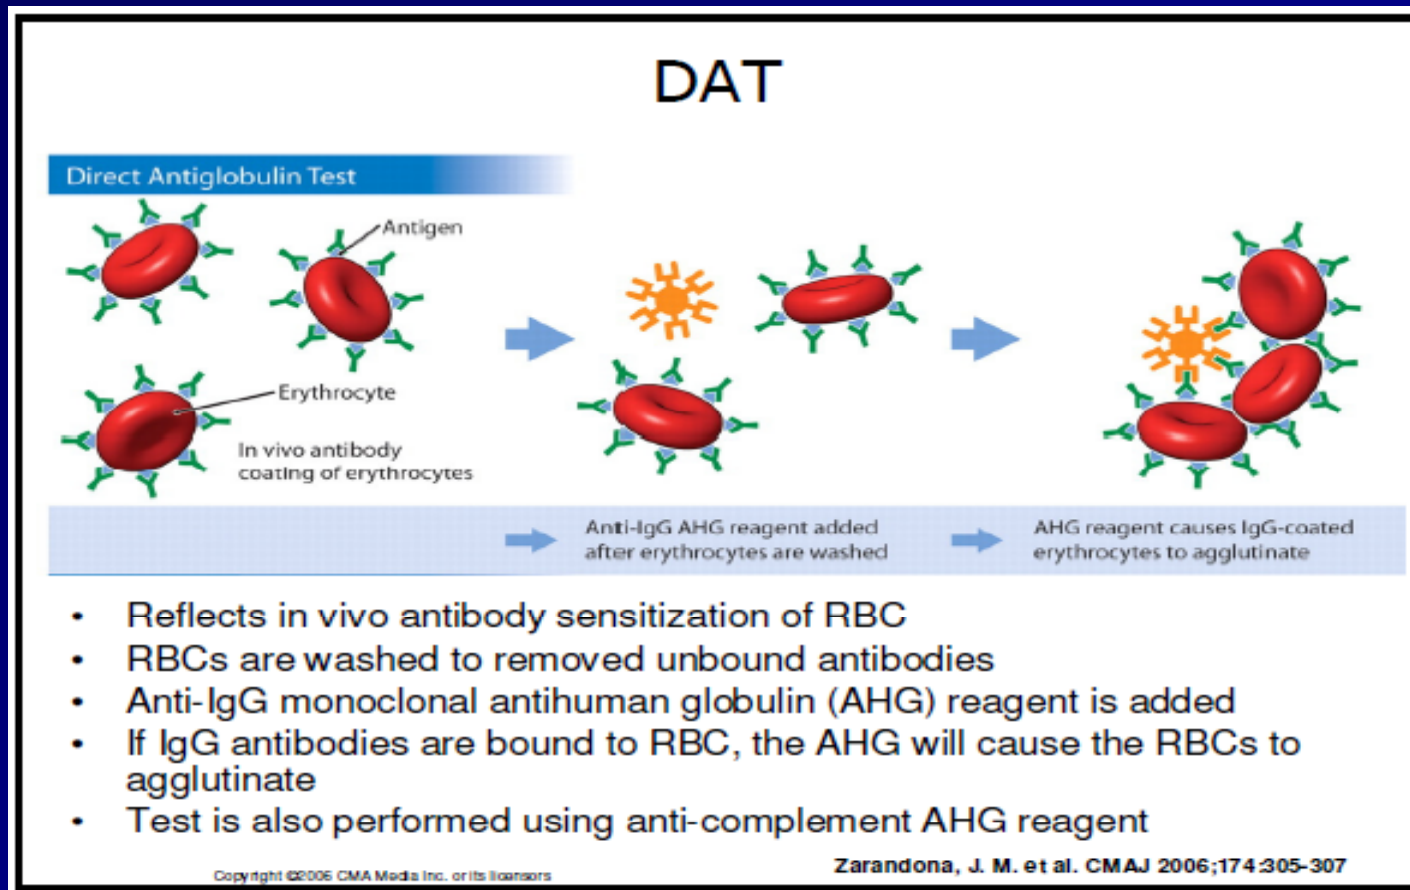 DAT
Direct Antiglobulin Test
Antigen
Erythrocyte
In vivo antibody
coating of erythrocytes
Anti-IgG AHG reagent added
after erythrocytes are washed
AHG reagent causes IgG-coated
erythrocytes to agglutinate
• Reflects in vivo antibody sensitization of RBC
• RBCs are washed to removed unbound antibodies
• Anti-IgG monoclonal antihuman globulin (AHG) reagent is added
• If IgG antibodies are bound to RBC, the AHG will cause the RBCs to
agglutinate
• Test is also performed using anti-complement AHG reagent
Copyright ©2006 CMA Media Inc. or its licensors
Zarandona, J. M. et al. CMAJ 2006;174:305-307